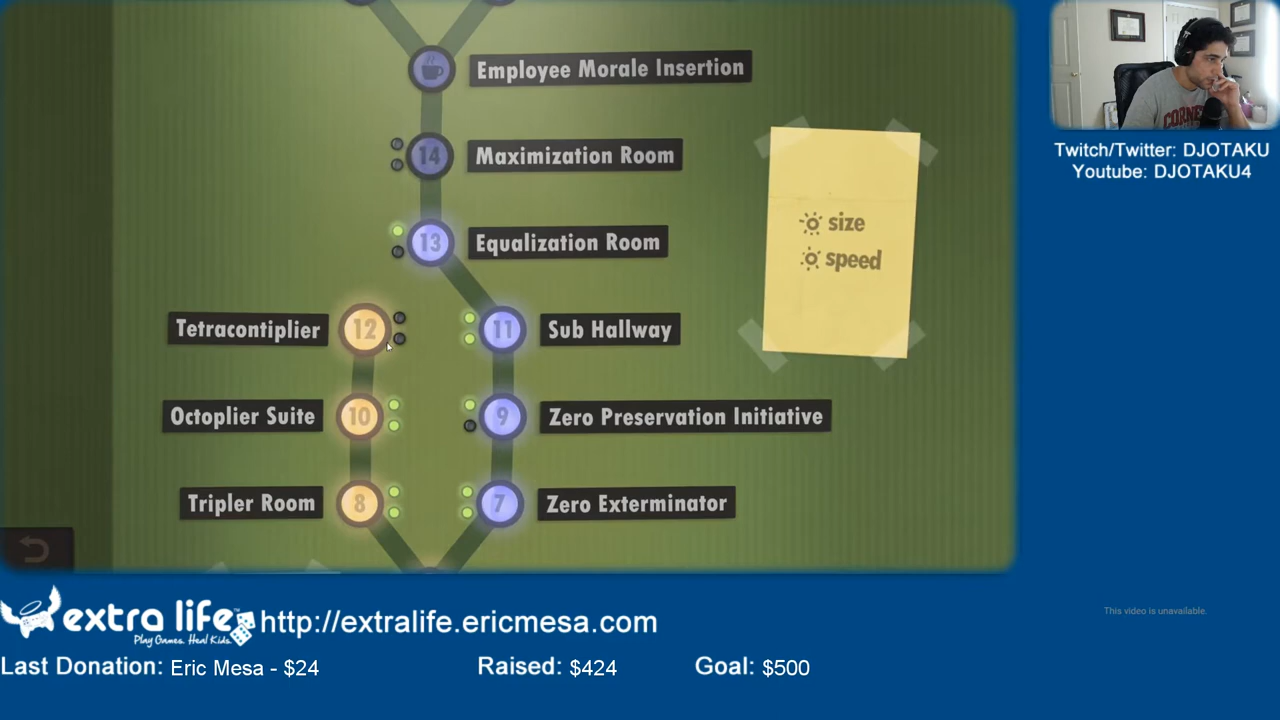 Employee Morale Insertion
14 Maximization Room
13 Equalization Room
size
speed
Tetracontiplier 12
11 Sub Hallway
Octoplier Suite 10
9 Zero Preservation Initiative
Tripler Room 8
7 Zero Exterminator
CORNE
Twitch/Twitter: DJOTAKU
Youtube: DJOTAKU4
This video is unavailable.
extra life
Play Games. Heal Kids.
http://extralife.ericmesa.com
Last Donation: Eric Mesa - $24
Raised: $424
Goal: $500